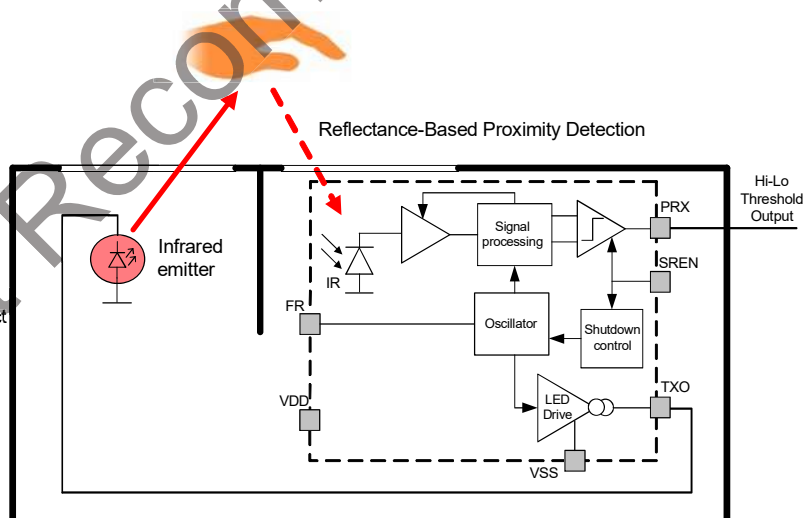 Recom
Reflectance-Based Proximity Detection
Hi-Lo
Threshold
Output
PRX
Signal
processing
Infrared
emitter
SREN
IR
FR
Oscillator
Shutdown
control
VDD
TXO
LED
Drive
VSS